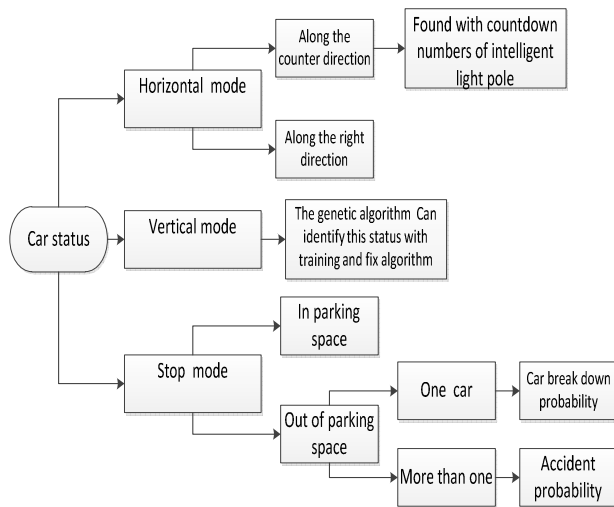 Car status
Horizontal mode
Along the
counter direction
Found with countdown
numbers of intelligent
light pole
Along the right
direction
Vertical mode
The genetic algorithm Can
identify this status with
training and fix algorithm
Stop mode
In parking
space
Out of parking
space
One car
Car break down
probability
More than one
Accident
probability